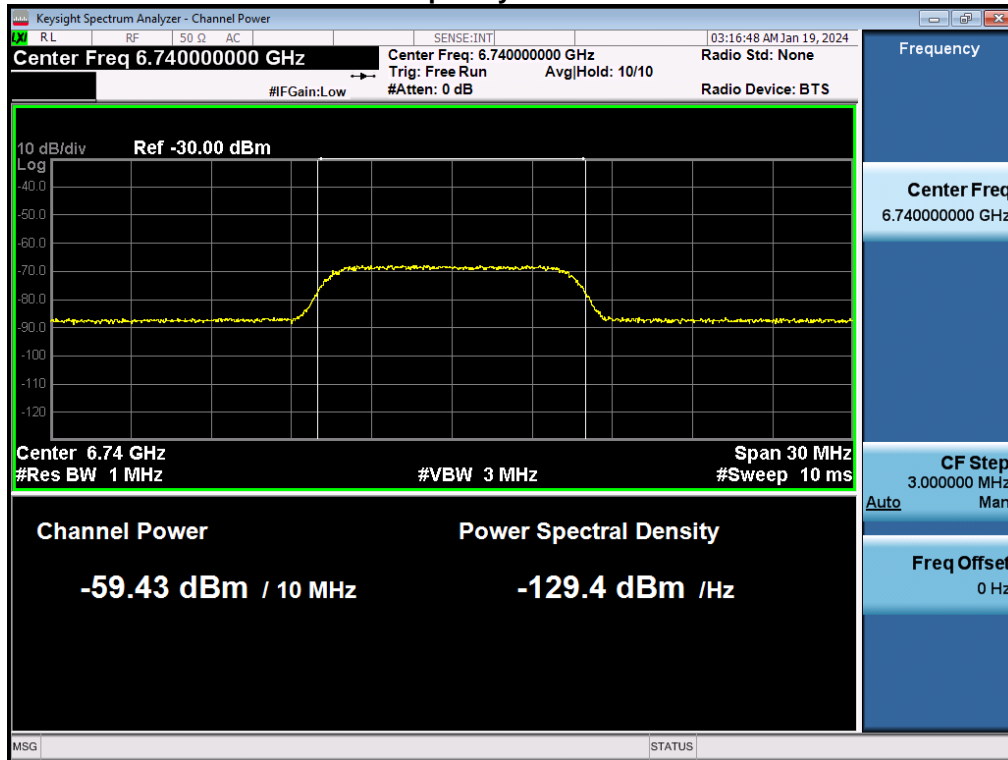 Keysight Spectrum Analyzer - Channel Power
LXI RL RF 50 Ω AC SENSE:INT 03:16:48 AM Jan 19, 2024
Center Freq 6.740000000 GHz
Center Freq: 6.740000000 GHz
Radio Std: None
Trig: Free Run Avg|Hold: 10/10
#IFGain:Low
#Atten: 0 dB
Radio Device: BTS
10 dB/div Ref -30.00 dBm
Log
-40.0
-50.0
-60.0
-70.0
-80.0
-90.0
-100
-110
-120
Center 6.74 GHz Span 30 MHz
#Res BW 1 MHz #VBW 3 MHz #Sweep 10 ms
Channel Power Power Spectral Density
-59.43 dBm / 10 MHz -129.4 dBm /Hz
MSG STATUS
Frequency
Center Freq
6.740000000 GHz
CF Step
3.000000 MHz
Auto Man
Freq Offset
0 Hz